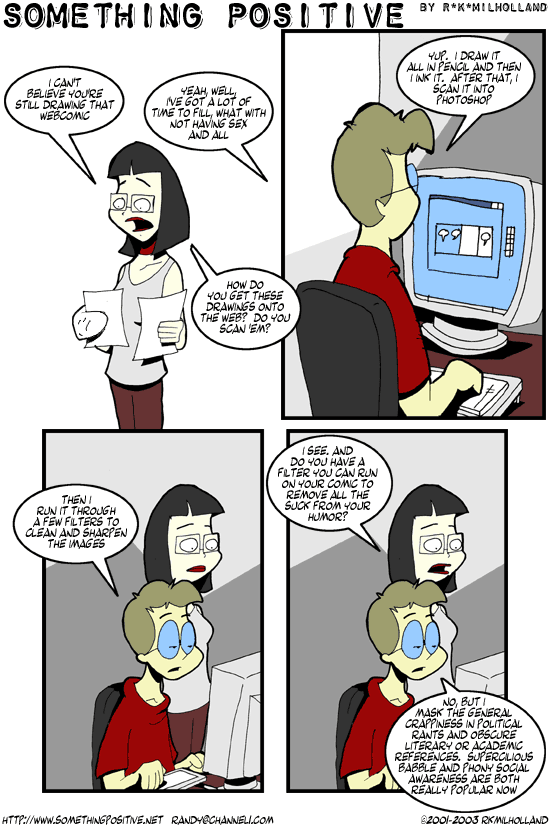 SOMETHING POSITIVE
BY R*K*MILHOLLAND
I CAN'T
BELIEVE YOU'RE
STILL DRAWING THAT
WEBCOMIC
YEAH, WELL,
I'VE GOT A LOT OF
TIME TO FILL, WHAT WITH
NOT HAVING SEX
AND ALL
HOW DO
YOU GET THESE
DRAWINGS ONTO
THE WEB? DO YOU
SCAN 'EM?
YUP. I DRAW IT
ALL IN PENCIL AND THEN
I INK IT. AFTER THAT, I
SCAN IT INTO
PHOTOSHOP
THEN I
RUN IT THROUGH
A FEW FILTERS TO
CLEAN AND SHARPEN
THE IMAGES
I SEE. AND
DO YOU HAVE A
FILTER YOU CAN RUN
ON YOUR COMIC TO
REMOVE ALL THE
SUCK FROM YOUR
HUMOR?
NO, BUT I
MASK THE GENERAL
CRAPPINESS IN POLITICAL
RANTS AND OBSCURE
LITERARY OR ACADEMIC
REFERENCES. SUPERCILIOUS
BABBLE AND PHONY SOCIAL
AWARENESS ARE BOTH
REALLY POPULAR NOW
HTTP://WWW.SOMETHINGPOSITIVE.NET RANDY@CHANNEL1.COM
©2001-2003 RKMILHOLLAND